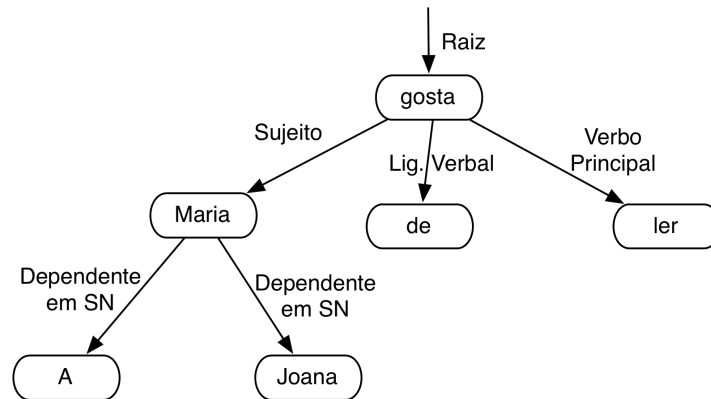 Raiz
gosta
Sujeito
Lig. Verbal
Verbo
Principal
Maria
de
ler
Dependente
em SN
Dependente
em SN
A
Joana